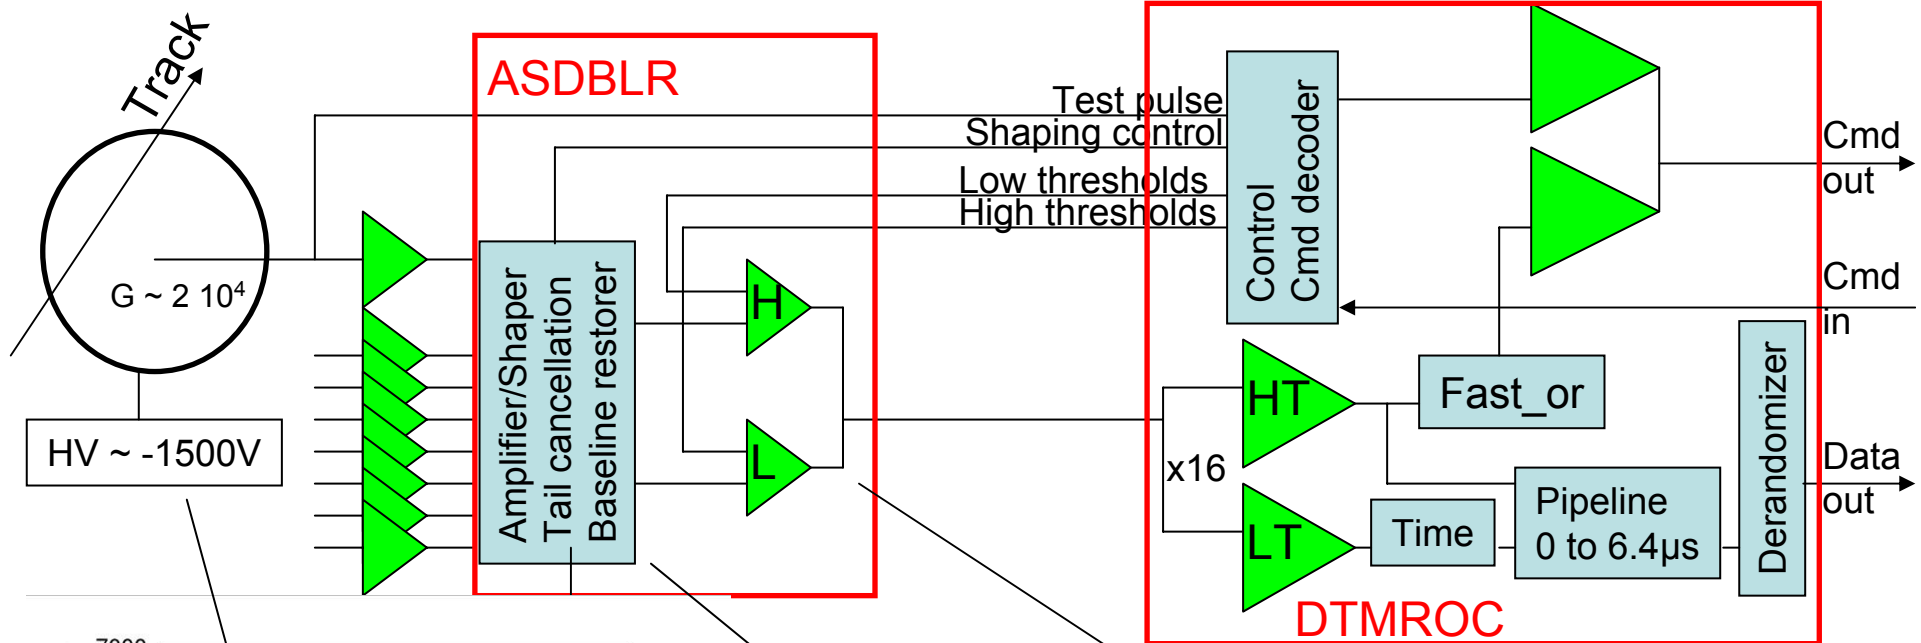 Track
G ~ 2 10⁴
HV ~ -1500V
ASDBLR
Amplifier/Shaper
Tail cancellation
Baseline restorer
H
L
Test pulse
Shaping control
Low thresholds
High thresholds
Control
Cmd decoder
HT
x16
LT
Fast_or
Time
Pipeline
0 to 6.4µs
Derandomizer
DTMROC
Cmd
out
Cmd
in
Data
out